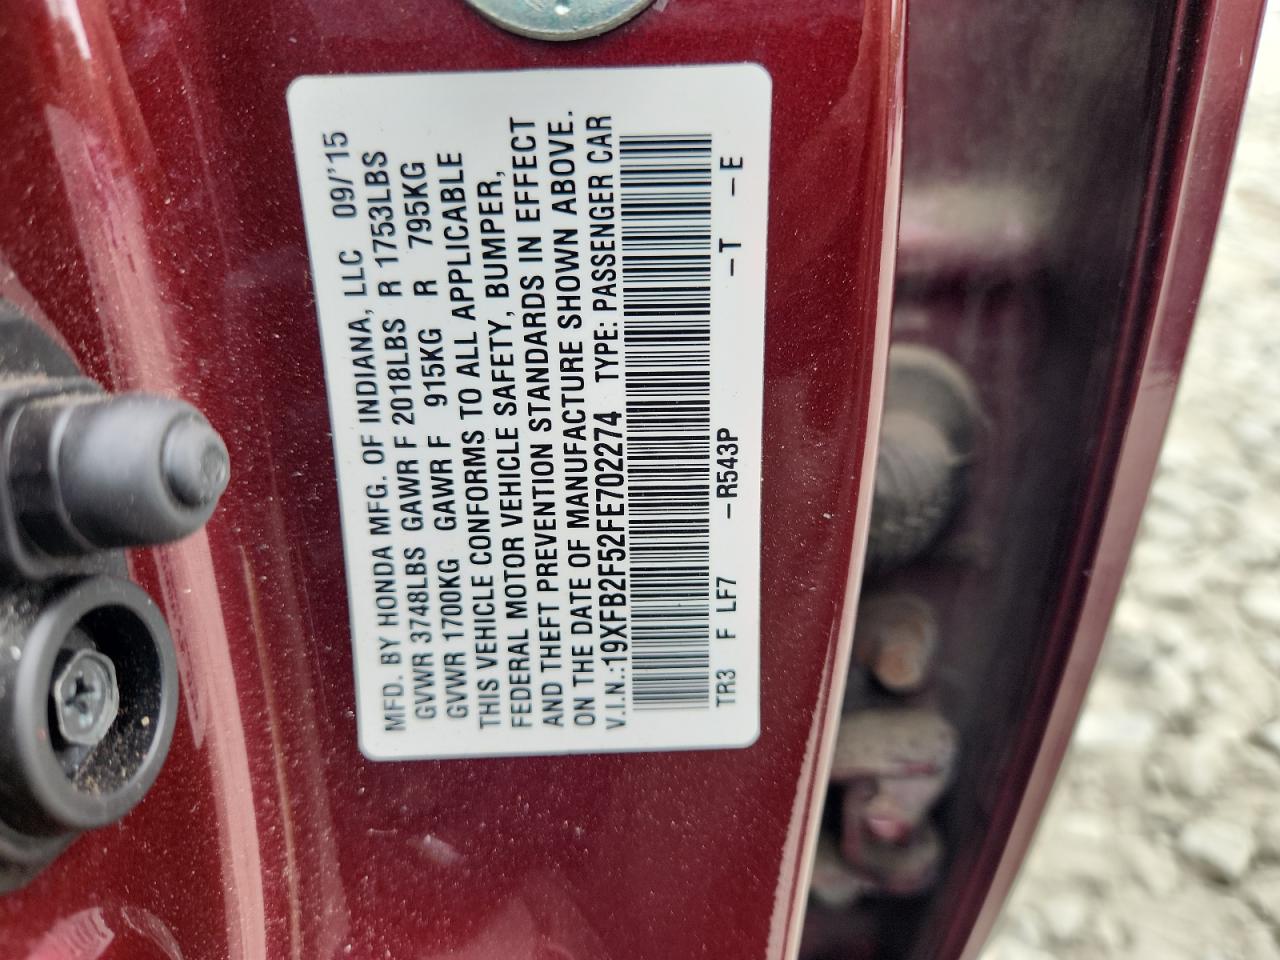 MFD. BY HONDA MFG. OF INDIANA, LLC 09/'15
GVWR 3748LBS GAWR F 2018LBS R 1753LBS
GVWR 1700KG GAWR F 915KG R 795KG
THIS VEHICLE CONFORMS TO ALL APPLICABLE
FEDERAL MOTOR VEHICLE SAFETY, BUMPER,
AND THEFT PREVENTION STANDARDS IN EFFECT
ON THE DATE OF MANUFACTURE SHOWN ABOVE.
V.I.N.:19XFB2F52FE702274 TYPE: PASSENGER CAR
TR3 F LF7 –R543P –T –E